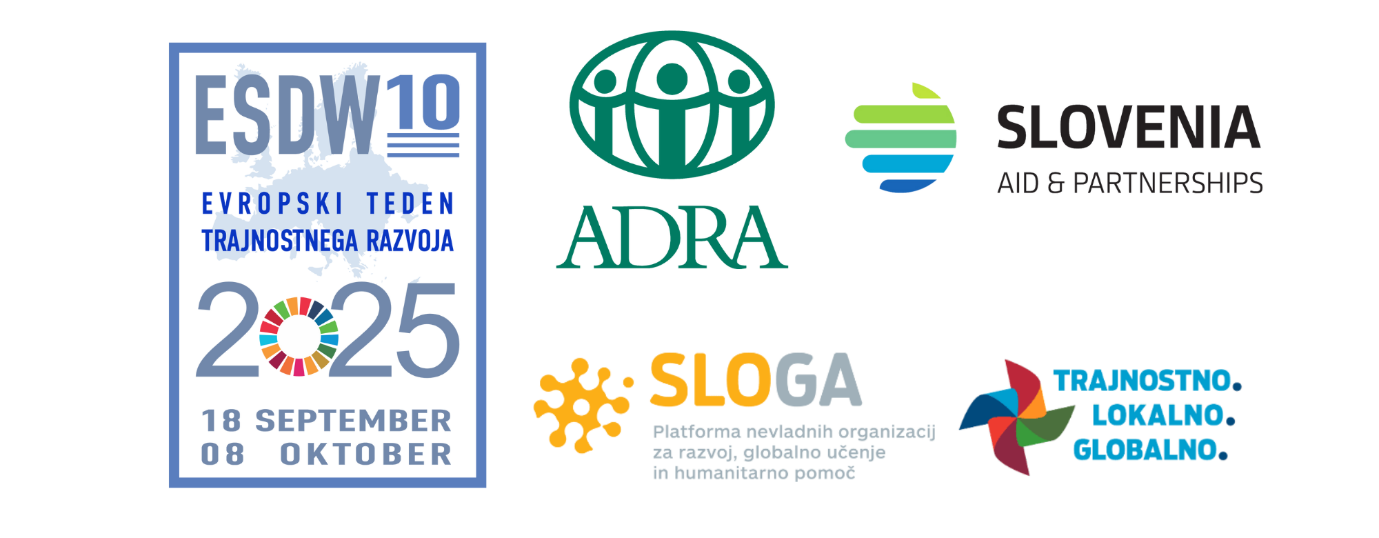 ESDW10
EVROPSKI TEDEN
TRAJNOSTNEGA RAZVOJA
2025
18 SEPTEMBER
08 OKTOBER
ADRA
SLOVENIA
AID & PARTNERSHIPS
SLOGA
Platforma nevladnih organizacij
za razvoj, globalno učenje
in humanitarno pomoč
TRAJNOSTNO.
LOKALNO.
GLOBALNO.